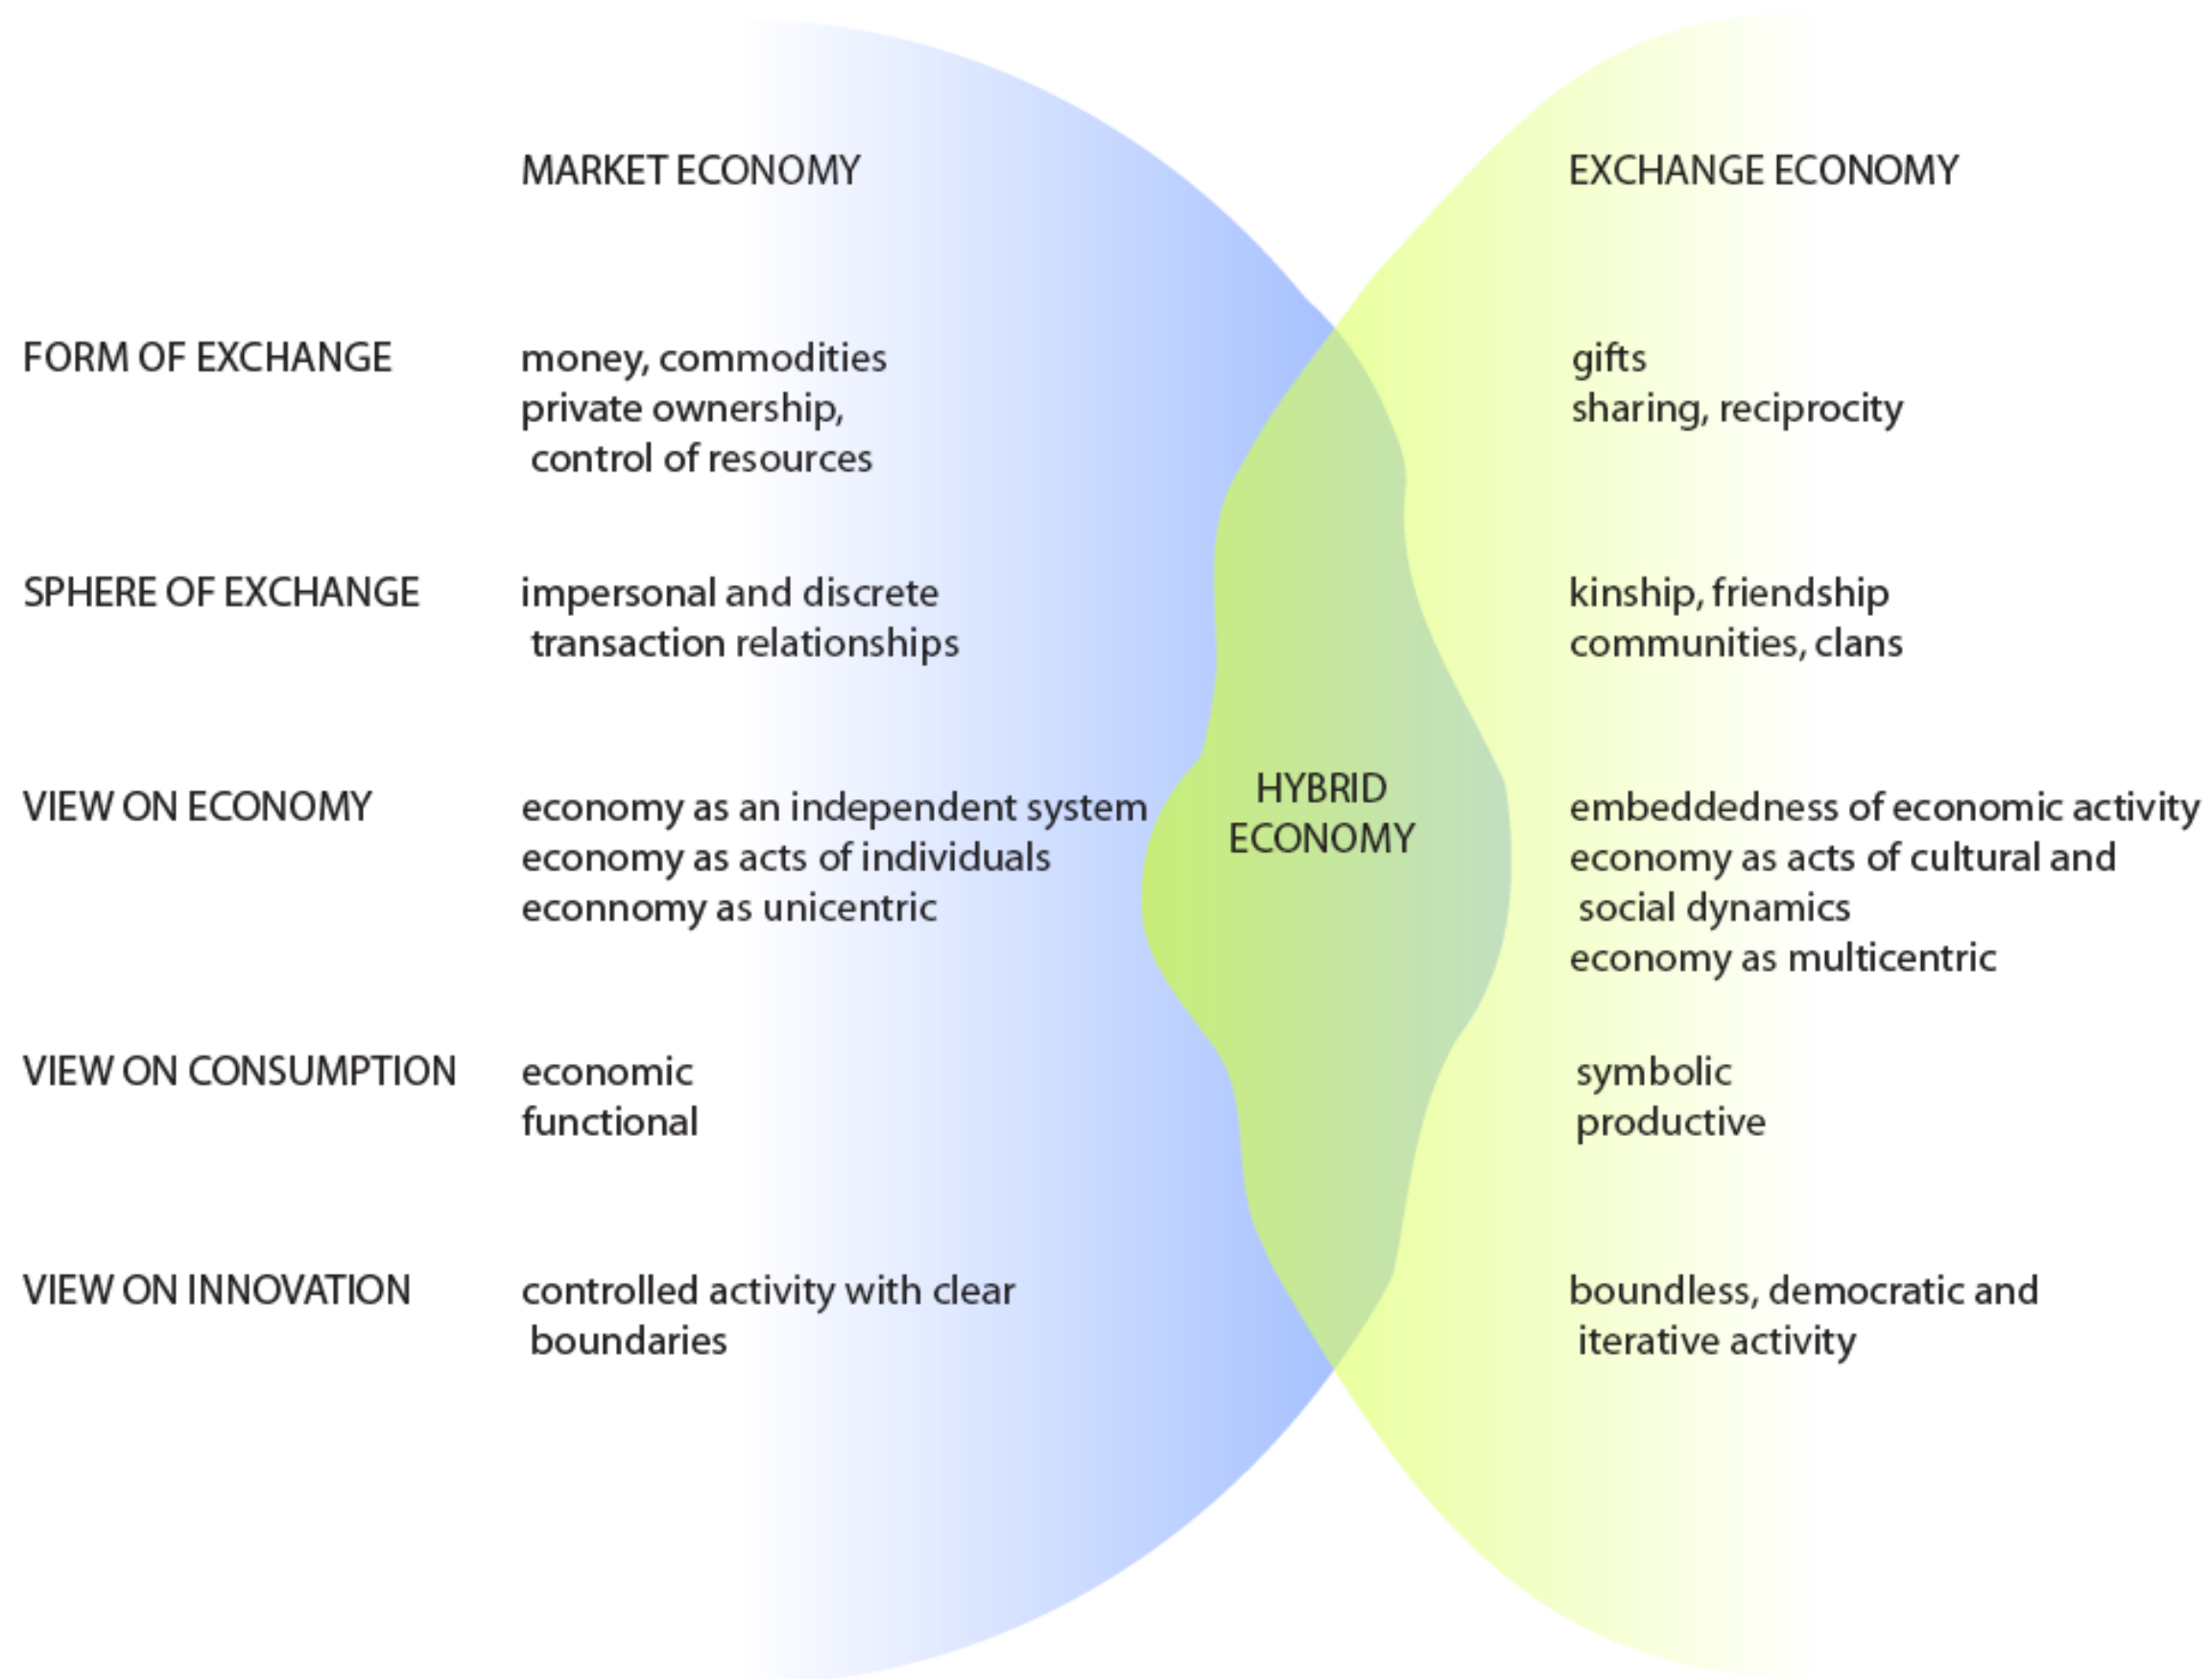 MARKET ECONOMY
EXCHANGE ECONOMY
FORM OF EXCHANGE
money, commodities
private ownership,
control of resources
gifts
sharing, reciprocity
SPHERE OF EXCHANGE
impersonal and discrete
transaction relationships
kinship, friendship
communities, clans
VIEW ON ECONOMY
economy as an independent system
economy as acts of individuals
econnomy as unicentric
HYBRID
ECONOMY
embeddedness of economic activity
economy as acts of cultural and
social dynamics
economy as multicentric
VIEW ON CONSUMPTION
economic
functional
symbolic
productive
VIEW ON INNOVATION
controlled activity with clear
boundaries
boundless, democratic and
iterative activity